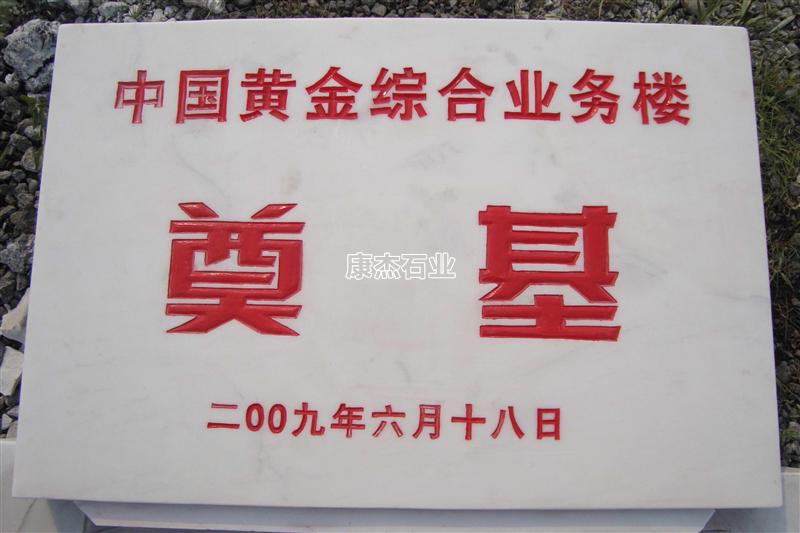 中国黄金综合业务楼
奠基
康杰石业
二00九年六月十八日